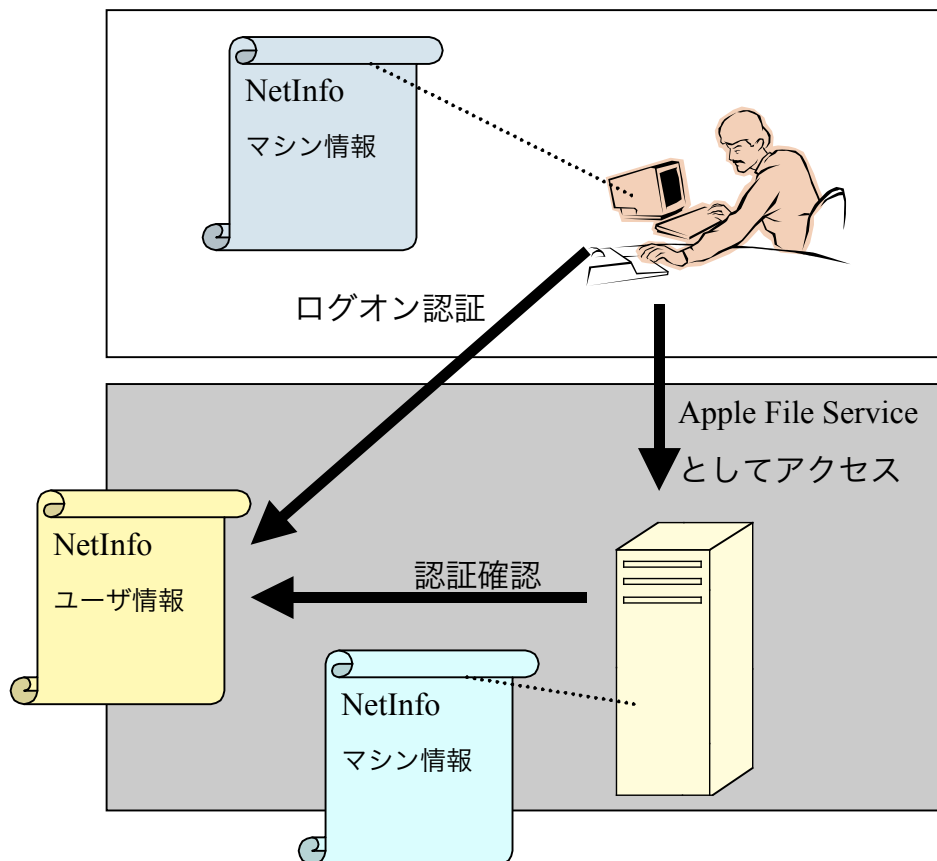 NetInfo
マシン情報
ログオン認証
Apple File Service
としてアクセス
NetInfo
ユーザ情報
認証確認
NetInfo
マシン情報